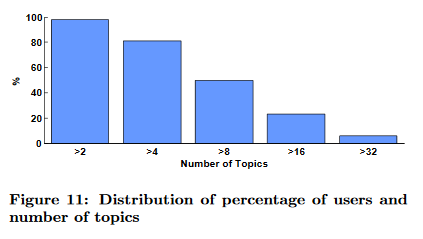 100
80
60
40
20
0
%
>2 >4 >8 >16 >32
Number of Topics
Figure 11: Distribution of percentage of users and
number of topics